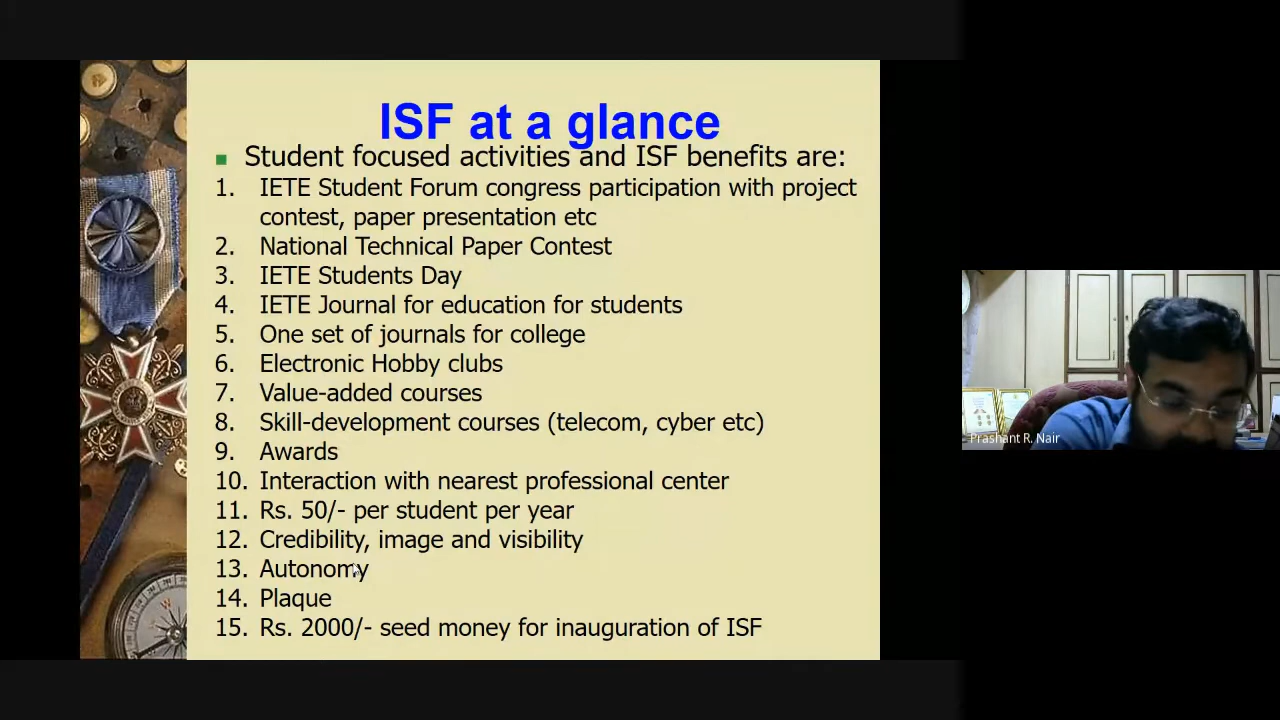 ISF at a glance
Student focused activities and ISF benefits are:
1. IETE Student Forum congress participation with project
contest, paper presentation etc
2. National Technical Paper Contest
3. IETE Students Day
4. IETE Journal for education for students
5. One set of journals for college
6. Electronic Hobby clubs
7. Value-added courses
8. Skill-development courses (telecom, cyber etc)
9. Awards
10. Interaction with nearest professional center
11. Rs. 50/- per student per year
12. Credibility, image and visibility
13. Autonomy
14. Plaque
15. Rs. 2000/- seed money for inauguration of ISF
Prashant R. Nair